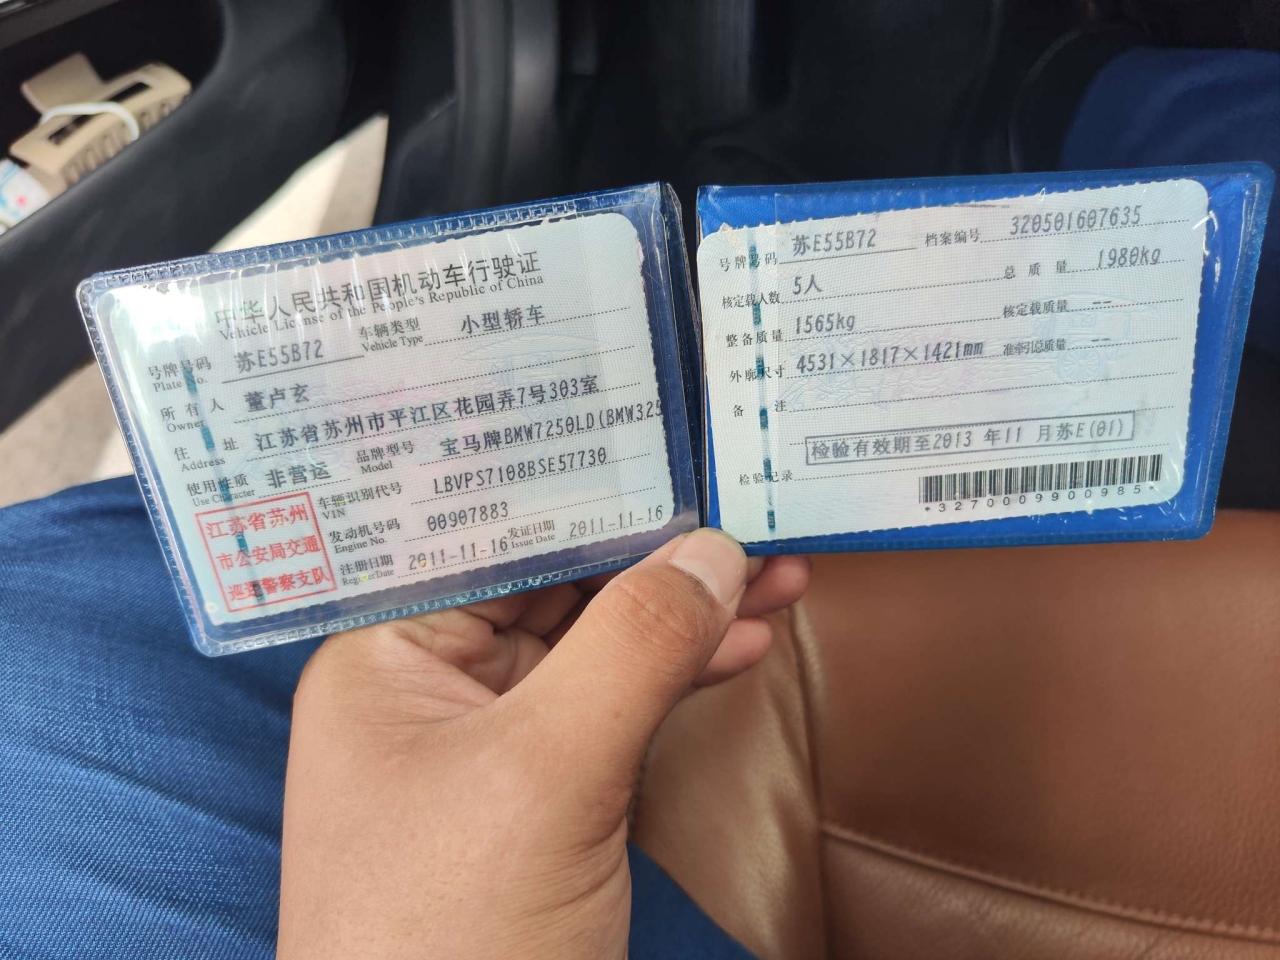 中华人民共和国机动车行驶证
Vehicle License of the People's Republic of China
号牌号码 Plate No. 苏E55B72 车辆类型 Vehicle Type 小型轿车
所有人 Owner 董卢玄
住址 Address 江苏省苏州市平江区花园弄7号303室
使用性质 Use Character 非营运 品牌型号 Model 宝马牌BMW7250LD(BMW325
车辆识别代号 VIN LBVPS7108BSE57730
发动机号码 Engine No. 00907883
注册日期 Register Date 2011-11-16 发证日期 Issue Date 2011-11-16
江苏省苏州
市公安局交通
巡逻警察支队
号牌号码 苏E55B72 档案编号 320501607635
核定载人数 5人 总质量 1980kg
整备质量 1565kg 核定载质量 --
外廓尺寸 4531×1817×1421mm 准牵引总质量 --
备注
检验有效期至2013 年11 月苏E(01)
检验记录
*3270009900985*